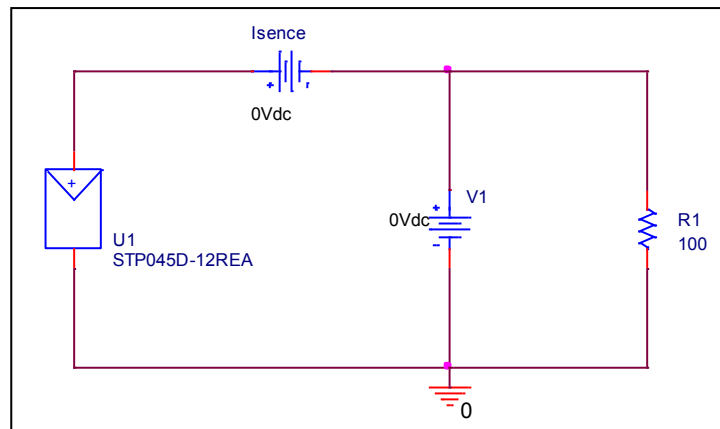 Isence
0Vdc
U1
STP045D-12REA
V1
0Vdc
R1
100
0